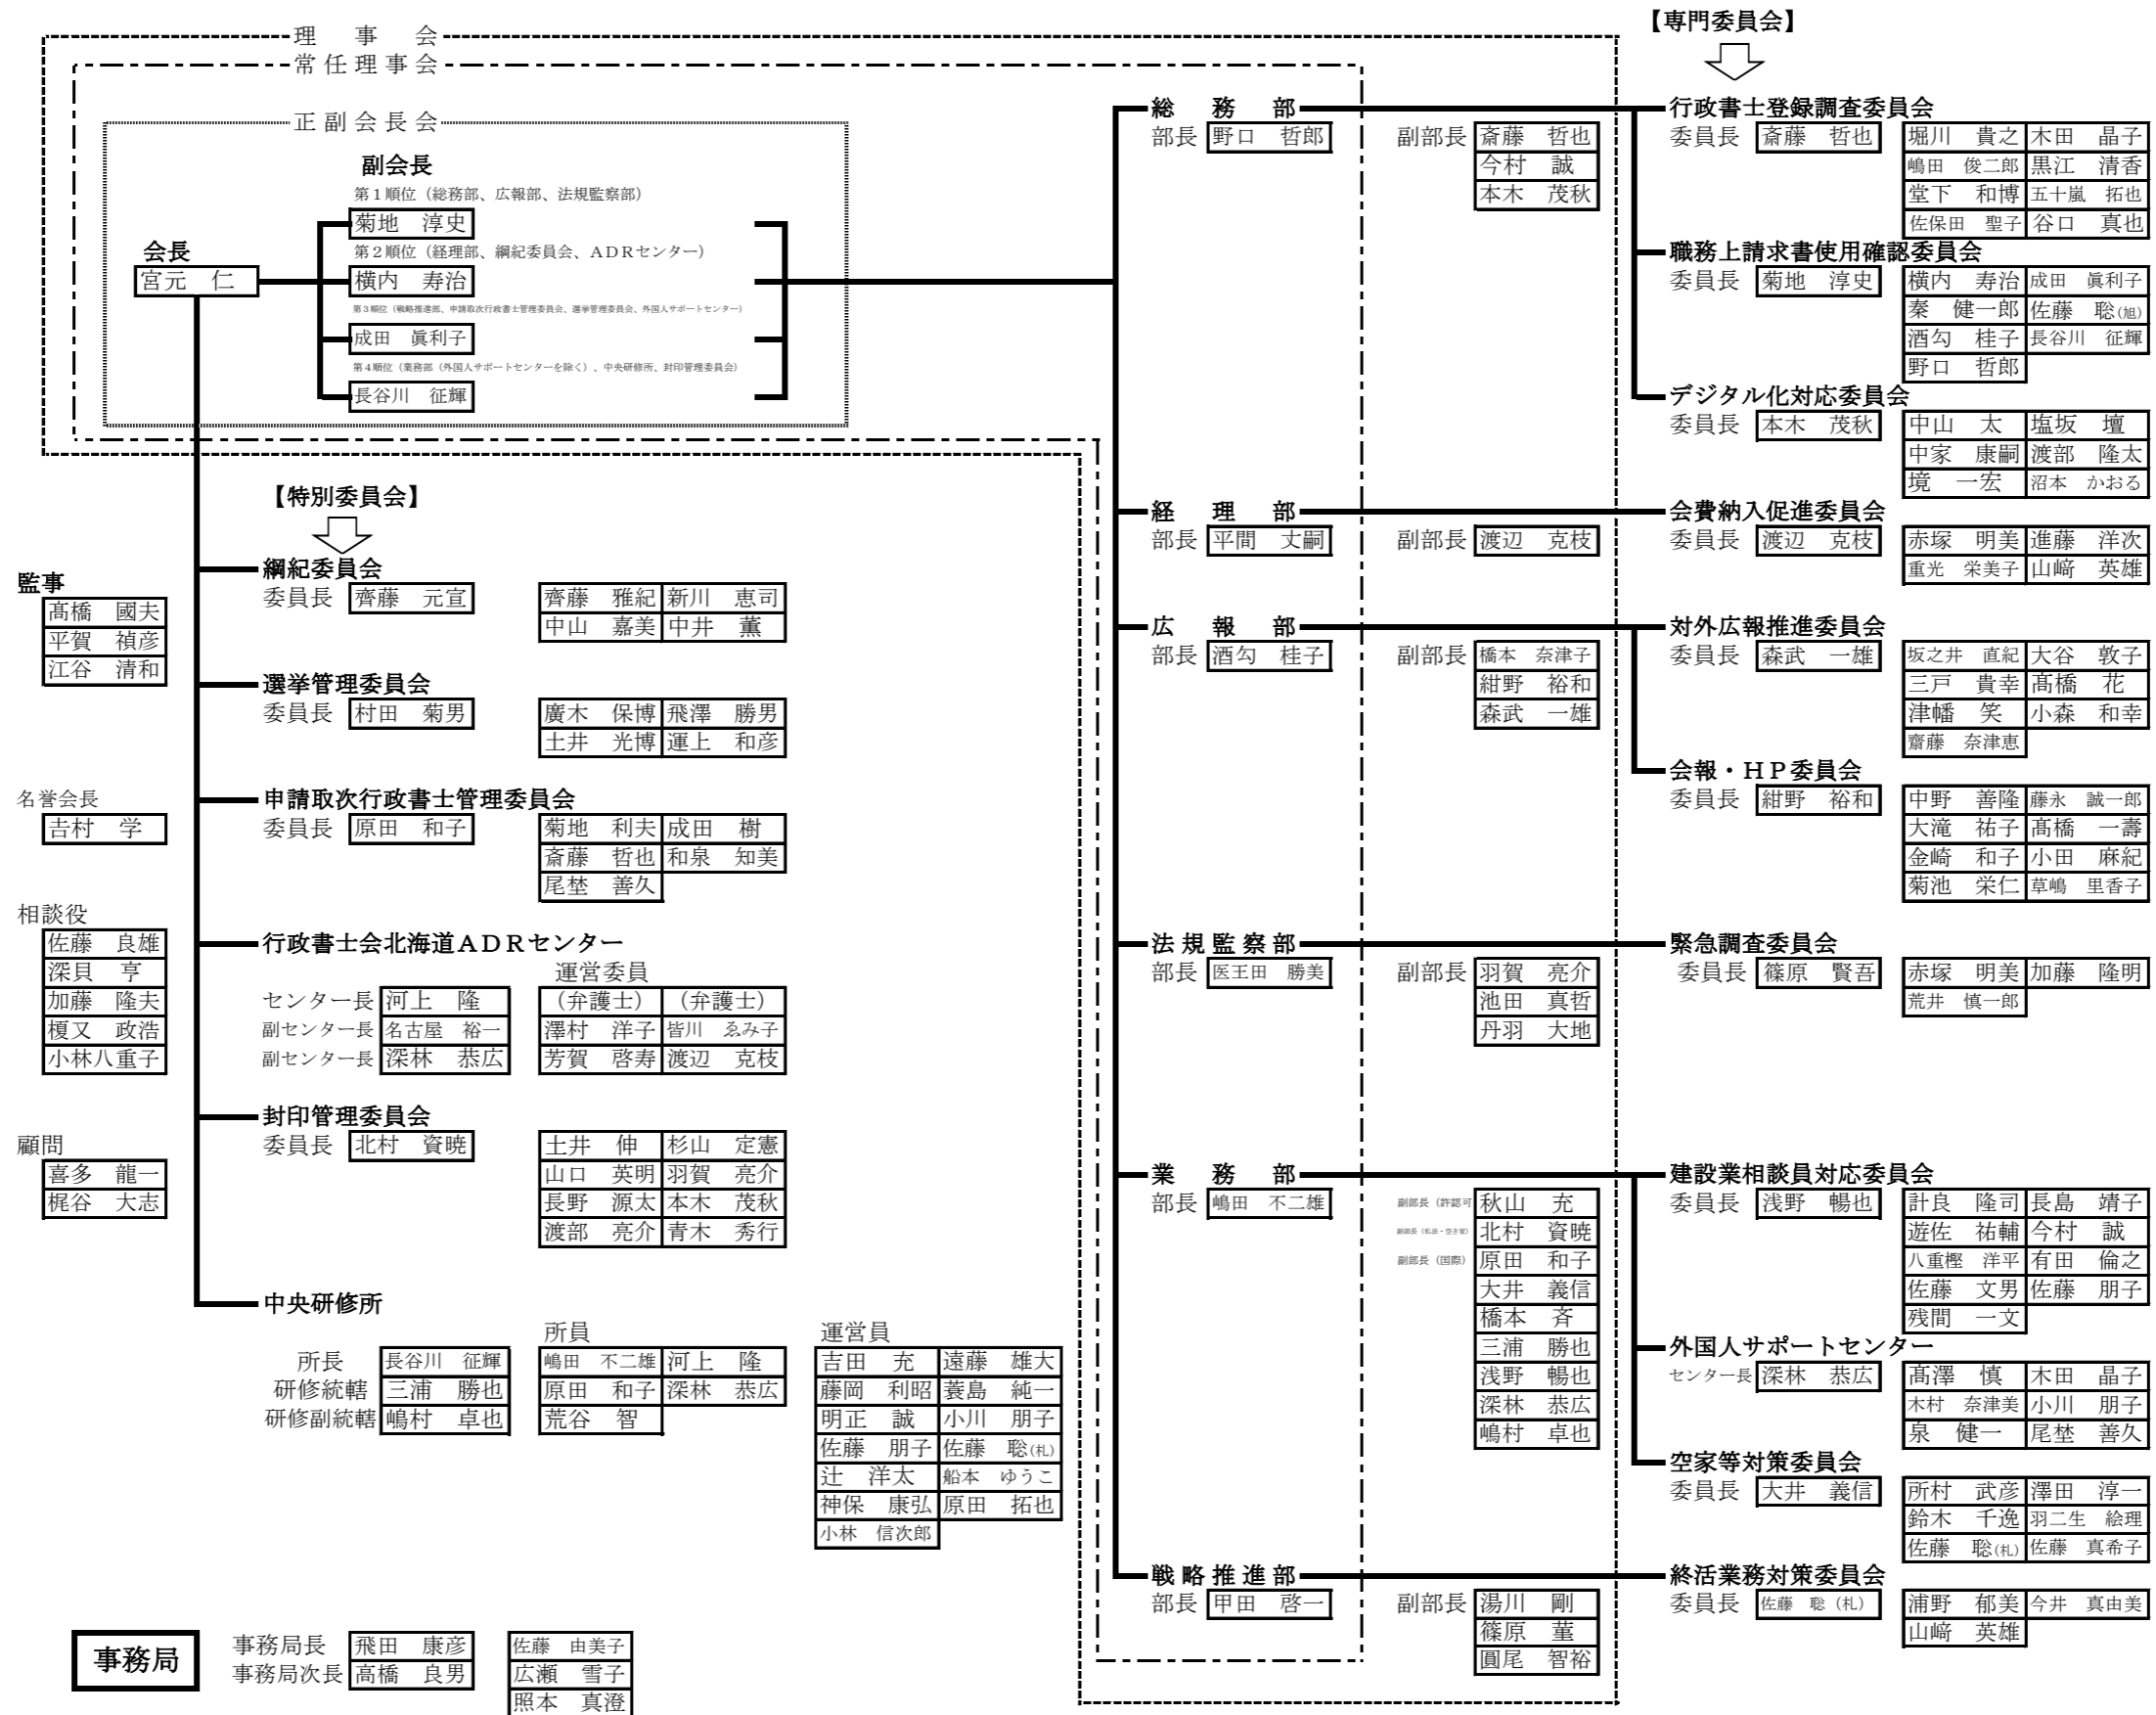 【専門委員会】
理　事　会
常任理事会
正副会長会
副会長
第1順位（総務部、広報部、法規監察部）
菊地　淳史
第2順位（経理部、綱紀委員会、ADRセンター）
会長
宮元　仁
横内　寿治
第3順位（戦略推進部、申請取次行政書士管理委員会、選挙管理委員会、外国人サポートセンター）
成田　眞利子
第4順位（業務部（外国人サポートセンターを除く）、中央研修所、封印管理委員会）
長谷川　征輝
【特別委員会】
綱紀委員会
委員長　齊藤　元宣　齊藤　雅紀　新川　恵司
中山　嘉美　中井　薫
選挙管理委員会
委員長　村田　菊男　廣木　保博　飛澤　勝男
土井　光博　運上　和彦
申請取次行政書士管理委員会
委員長　原田　和子　菊地　利夫　成田　樹
斎藤　哲也　和泉　知美
尾埜　善久
行政書士会北海道ADRセンター
運営委員
センター長　河上　隆　（弁護士）　（弁護士）
副センター長　名古屋　裕一　澤村　洋子　皆川　ゑみ子
副センター長　深林　恭広　芳賀　啓寿　渡辺　克枝
封印管理委員会
委員長　北村　資暁　土井　伸　杉山　定憲
山口　英明　羽賀　亮介
長野　源太　本木　茂秋
渡部　亮介　青木　秀行
中央研修所
所員　運営員
所長　長谷川　征輝　嶋田　不二雄　河上　隆　吉田　充　遠藤　雄大
研修統轄　三浦　勝也　原田　和子　深林　恭広　藤岡　利昭　蓑島　純一
研修副統轄　嶋村　卓也　荒谷　智　明正　誠　小川　朋子
佐藤　朋子　佐藤　聡(札)
辻　洋太　船本　ゆうこ
神保　康弘　原田　拓也
小林　信次郎
監事
髙橋　國夫
平賀　禎彦
江谷　清和
名誉会長
吉村　学
相談役
佐藤　良雄
深貝　亨
加藤　隆夫
榎又　政浩
小林八重子
顧問
喜多　龍一
梶谷　大志
事務局
事務局長　飛田　康彦　佐藤　由美子
事務局次長　高橋　良男　広瀬　雪子
照本　真澄
総　務　部
部長　野口　哲郎　副部長　斎藤　哲也
今村　誠
本木　茂秋
行政書士登録調査委員会
委員長　斎藤　哲也　堀川　貴之　木田　晶子
嶋田　俊二郎　黒江　清香
堂下　和博　五十嵐　拓也
佐保田　聖子　谷口　真也
職務上請求書使用確認委員会
委員長　菊地　淳史　横内　寿治　成田　眞利子
秦　健一郎　佐藤　聡(旭)
酒勾　桂子　長谷川　征輝
野口　哲郎
デジタル化対応委員会
委員長　本木　茂秋　中山　太　塩坂　壇
中家　康嗣　渡部　隆太
境　一宏　沼本　かおる
経　理　部
部長　平間　丈嗣　副部長　渡辺　克枝
会費納入促進委員会
委員長　渡辺　克枝　赤塚　明美　進藤　洋次
重光　栄美子　山﨑　英雄
広　報　部
部長　酒勾　桂子　副部長　橋本　奈津子
紺野　裕和
森武　一雄
対外広報推進委員会
委員長　森武　一雄　坂之井　直紀　大谷　敦子
三戸　貴幸　髙橋　花
津幡　笑　小森　和幸
齋藤　奈津恵
会報・HP委員会
委員長　紺野　裕和　中野　善隆　藤永　誠一郎
大滝　祐子　髙橋　一壽
金崎　和子　小田　麻紀
菊池　栄仁　草嶋　里香子
法規監察部
部長　医王田　勝美　副部長　羽賀　亮介
池田　真哲
丹羽　大地
緊急調査委員会
委員長　篠原　賢吾　赤塚　明美　加藤　隆明
荒井　慎一郎
業　務　部
部長　嶋田　不二雄　副部長（許認可　秋山　充
副部長（私法・空き家）　北村　資暁
副部長（国際）　原田　和子
大井　義信
橋本　斉
三浦　勝也
浅野　暢也
深林　恭広
嶋村　卓也
建設業相談員対応委員会
委員長　浅野　暢也　計良　隆司　長島　靖子
遊佐　祐輔　今村　誠
八重樫　洋平　有田　倫之
佐藤　文男　佐藤　朋子
残間　一文
外国人サポートセンター
センター長　深林　恭広　髙澤　慎　木田　晶子
木村　奈津美　小川　朋子
泉　健一　尾埜　善久
空家等対策委員会
委員長　大井　義信　所村　武彦　澤田　淳一
鈴木　千逸　羽二生　絵理
佐藤　聡(札)　佐藤　真希子
戦略推進部
部長　甲田　啓一　副部長　湯川　剛
篠原　菫
圓尾　智裕
終活業務対策委員会
委員長　佐藤　聡（札）　浦野　郁美　今井　真由美
山﨑　英雄